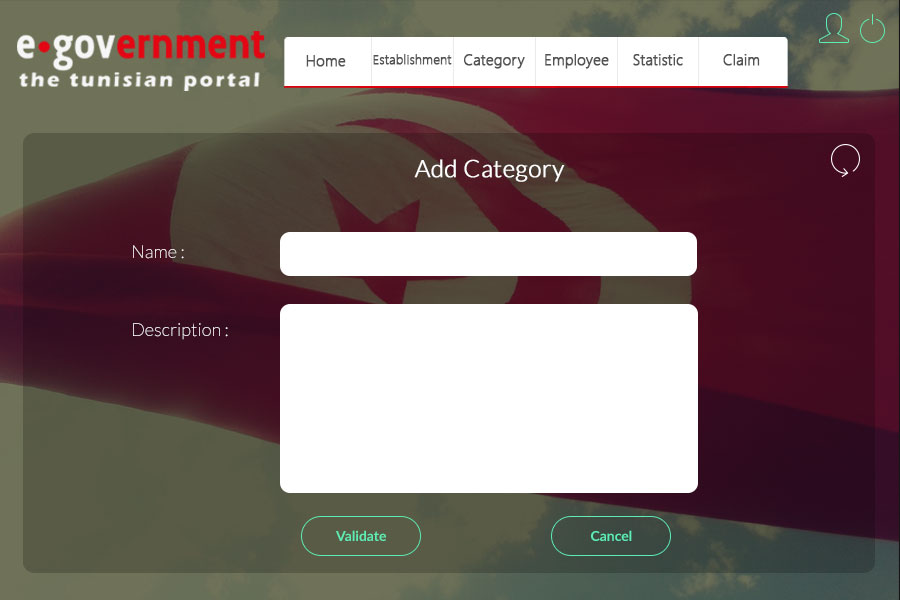 e•government
the tunisian portal
Home Establishment Category Employee Statistic Claim
Add Category
Name :
Description :
Validate Cancel